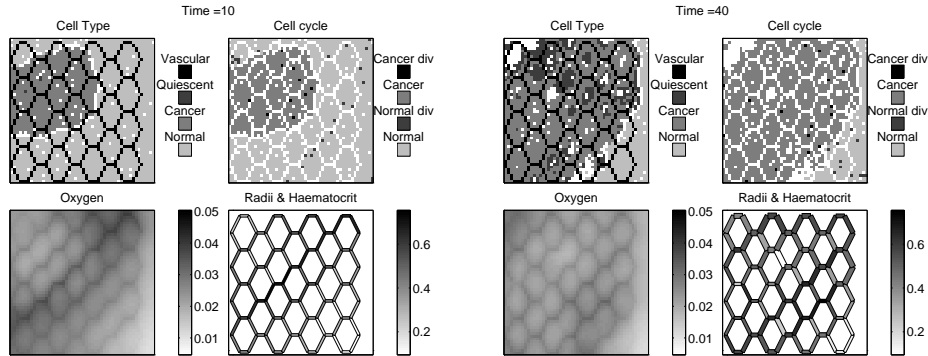 Time =10
Cell Type
Cell cycle
Vascular
Quiescent
Cancer
Normal
Cancer div
Cancer
Normal div
Normal
Oxygen
Radii & Haematocrit
0.05
0.04
0.03
0.02
0.01
0.6
0.4
0.2
Time =40
Cell Type
Cell cycle
Vascular
Quiescent
Cancer
Normal
Cancer div
Cancer
Normal div
Normal
Oxygen
Radii & Haematocrit
0.05
0.04
0.03
0.02
0.01
0.6
0.4
0.2